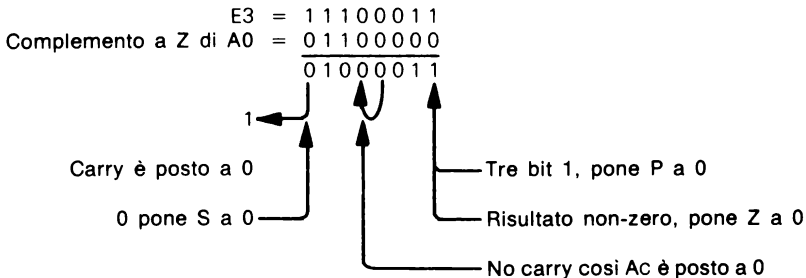 E3 = 11100011
Complemento a Z di A0 = 01100000
01000011
1
Carry è posto a 0
Tre bit 1, pone P a 0
0 pone S a 0
Risultato non-zero, pone Z a 0
No carry cosi Ac è posto a 0